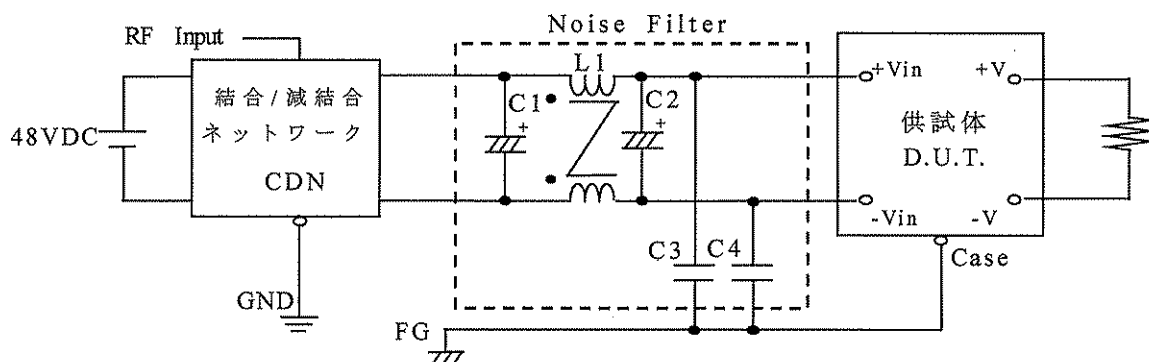 Noise Filter
RF Input
L1
C1
C2
+
+
結合/減結合
ネットワーク
CDN
48VDC
+Vin
+V
供試体
D.U.T.
-Vin
-V
C3
C4
Case
GND
FG